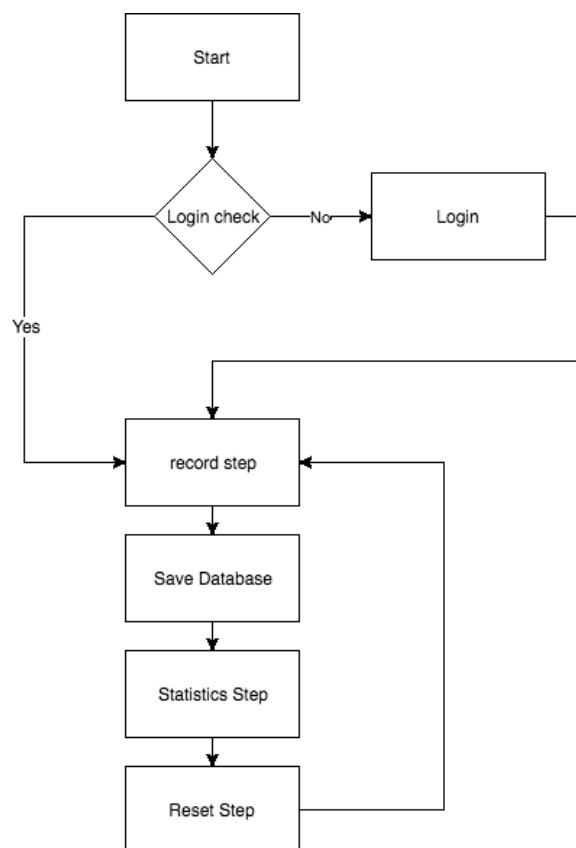 Start
Login check
No
Login
Yes
record step
Save Database
Statistics Step
Reset Step